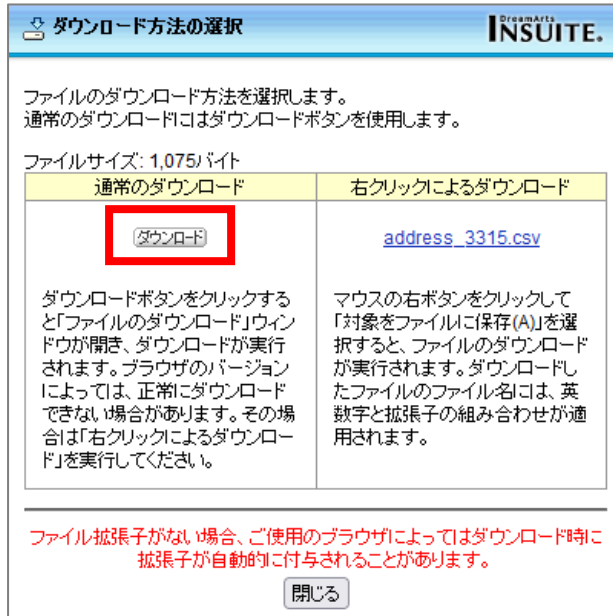 ダウンロード方法の選択
DreamArts
INSUITE.
ファイルのダウンロード方法を選択します。
通常のダウンロードにはダウンロードボタンを使用します。
ファイルサイズ: 1,075バイト
通常のダウンロード
右クリックによるダウンロード
ダウンロード
address_3315.csv
ダウンロードボタンをクリックする
と「ファイルのダウンロード」ウィン
ドウが開き、ダウンロードが実行
されます。ブラウザのバージョン
によっては、正常にダウンロード
できない場合があります。その場
合は「右クリックによるダウンロー
ド」を実行してください。
マウスの右ボタンをクリックして
「対象をファイルに保存(A)」を選
択すると、ファイルのダウンロード
が実行されます。ダウンロードし
たファイルのファイル名には、英
数字と拡張子の組み合わせが適
用されます。
ファイル拡張子がない場合、ご使用のブラウザによってはダウンロード時に
拡張子が自動的に付与されることがあります。
閉じる